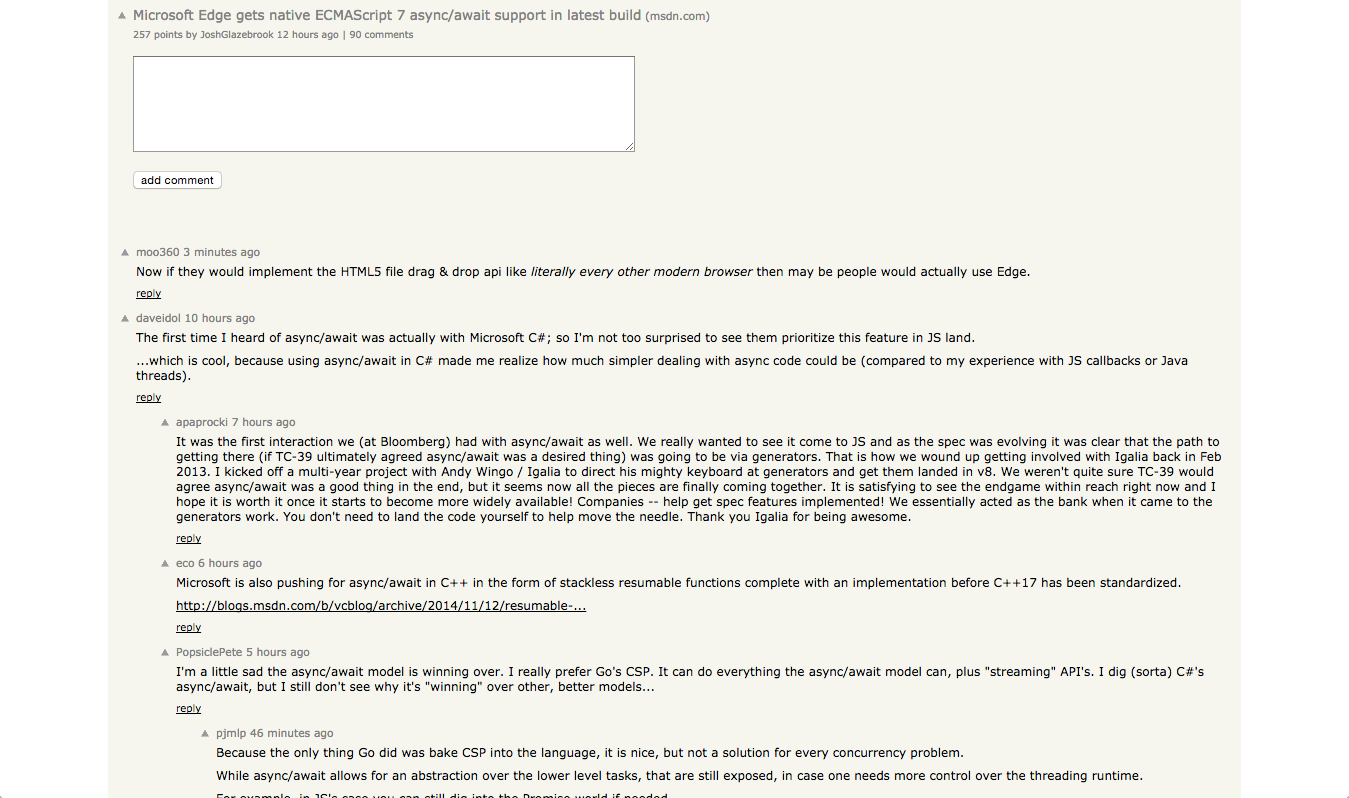 Microsoft Edge gets native ECMAScript 7 async/await support in latest build (msdn.com)
257 points by JoshGlazebrook 12 hours ago | 90 comments
add comment
moo360 3 minutes ago
Now if they would implement the HTML5 file drag & drop api like literally every other modern browser then may be people would actually use Edge.
reply
daveidol 10 hours ago
The first time I heard of async/await was actually with Microsoft C#; so I'm not too surprised to see them prioritize this feature in JS land.
...which is cool, because using async/await in C# made me realize how much simpler dealing with async code could be (compared to my experience with JS callbacks or Java
threads).
reply
apaprocki 7 hours ago
It was the first interaction we (at Bloomberg) had with async/await as well. We really wanted to see it come to JS and as the spec was evolving it was clear that the path to
getting there (if TC-39 ultimately agreed async/await was a desired thing) was going to be via generators. That is how we wound up getting involved with Igalia back in Feb
2013. I kicked off a multi-year project with Andy Wingo / Igalia to direct his mighty keyboard at generators and get them landed in v8. We weren't quite sure TC-39 would
agree async/await was a good thing in the end, but it seems now all the pieces are finally coming together. It is satisfying to see the endgame within reach right now and I
hope it is worth it once it starts to become more widely available! Companies -- help get spec features implemented! We essentially acted as the bank when it came to the
generators work. You don't need to land the code yourself to help move the needle. Thank you Igalia for being awesome.
reply
eco 6 hours ago
Microsoft is also pushing for async/await in C++ in the form of stackless resumable functions complete with an implementation before C++17 has been standardized.
http://blogs.msdn.com/b/vcblog/archive/2014/11/12/resumable-...
reply
PopsiclePete 5 hours ago
I'm a little sad the async/await model is winning over. I really prefer Go's CSP. It can do everything the async/await model can, plus "streaming" API's. I dig (sorta) C#'s
async/await, but I still don't see why it's "winning" over other, better models...
reply
pjmlp 46 minutes ago
Because the only thing Go did was bake CSP into the language, it is nice, but not a solution for every concurrency problem.
While async/await allows for an abstraction over the lower level tasks, that are still exposed, in case one needs more control over the threading runtime.
For example, in JS's case you can still dig into the Promise world if needed.